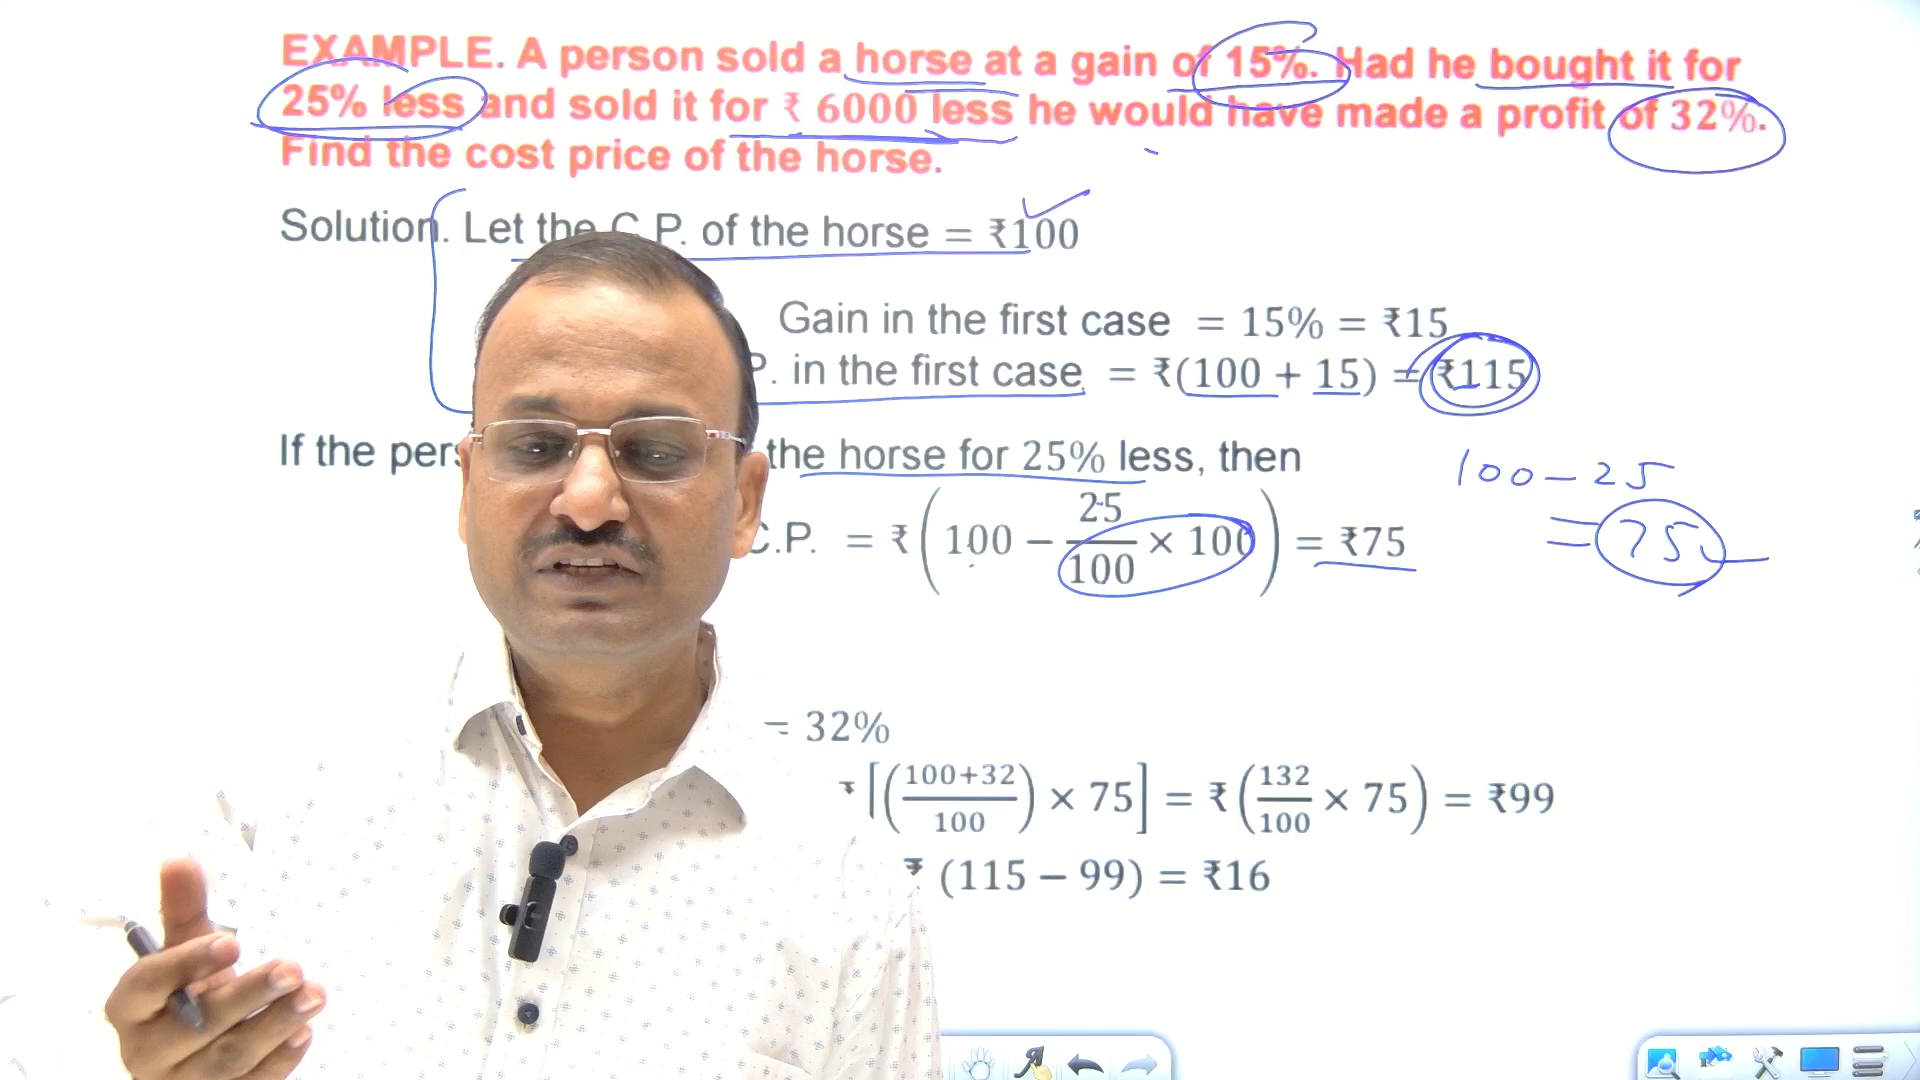 EXAMPLE. A person sold a horse at a gain of 15%. Had he bought it for
25% less and sold it for ₹ 6000 less he would have made a profit of 32%.
Find the cost price of the horse.
Solution. Let the C.P. of the horse = ₹100
Gain in the first case = 15% = ₹15
P. in the first case = ₹(100 + 15) = ₹115
If the pers the horse for 25% less, then
100 - 25
C.P. = ₹(100 − 25/100 × 100) = ₹75
= 75
= 32%
₹[((100+32)/100) × 75] = ₹(132/100 × 75) = ₹99
₹ (115 − 99) = ₹16